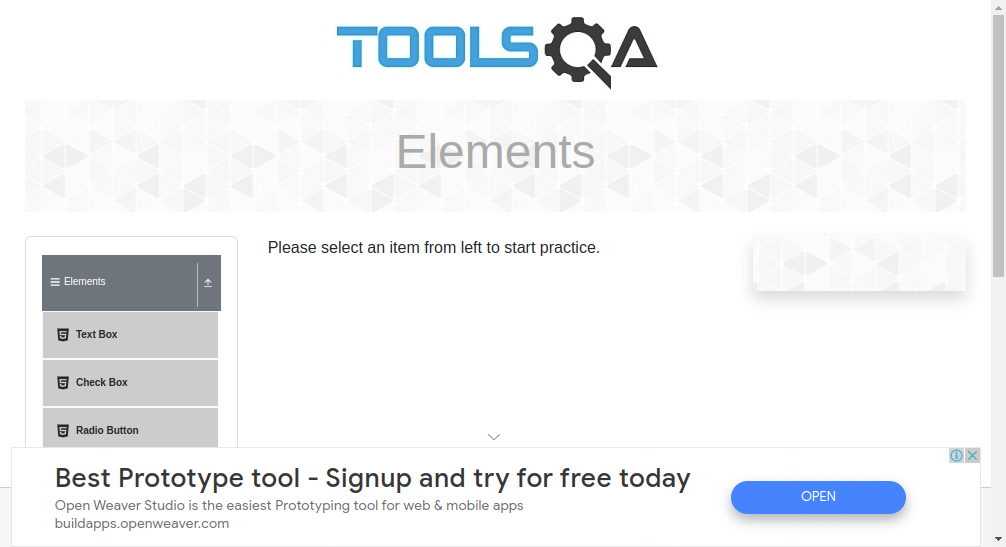 TOOLSQA
Elements
Please select an item from left to start practice.
Elements
Text Box
Check Box
Radio Button
Best Prototype tool - Signup and try for free today
Open Weaver Studio is the easiest Prototyping tool for web & mobile apps
buildapps.openweaver.com
OPEN